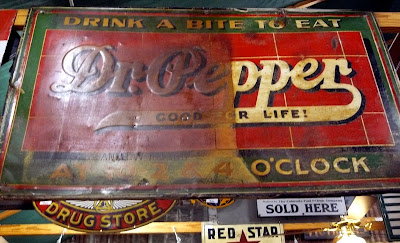 DRINK A BITE TO EAT
Dr. Pepper
GOOD FOR LIFE!
O'CLOCK
DRUG STORE
SOLD HERE
RED STAR